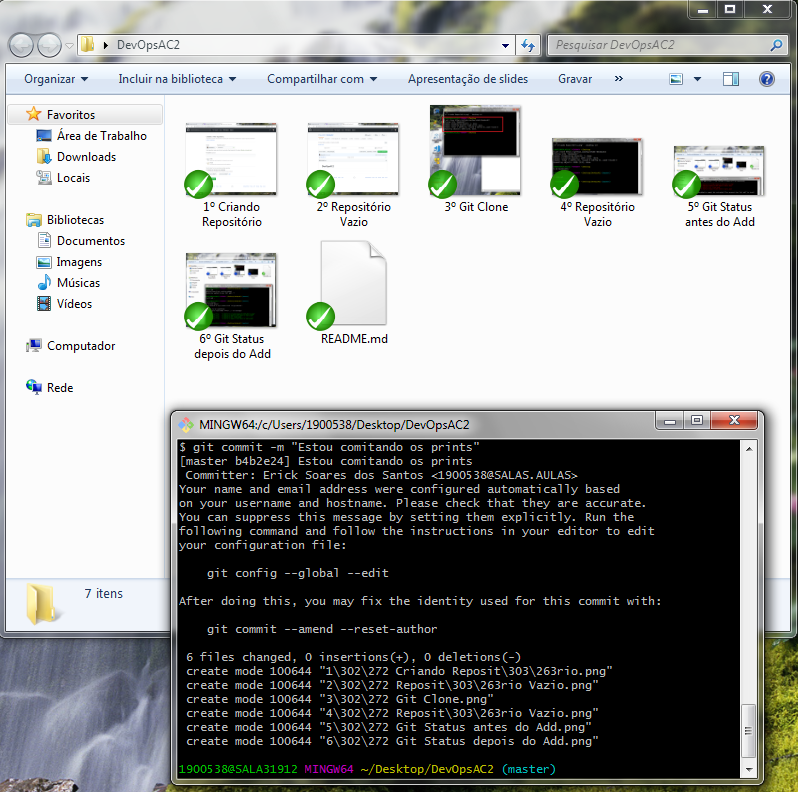 DevOpsAC2
Pesquisar DevOpsAC2
Organizar
Incluir na biblioteca
Compartilhar com
Apresentação de slides
Gravar
»
Favoritos
Área de Trabalho
Downloads
Locais
Bibliotecas
Documentos
Imagens
Músicas
Vídeos
Computador
Rede
1º Criando
Repositório
2º Repositório
Vazio
3º Git Clone
4º Repositório
Vazio
5º Git Status
antes do Add
6º Git Status
depois do Add
README.md
7 itens
MINGW64:/c/Users/1900538/Desktop/DevOpsAC2
$ git commit -m "Estou comitando os prints"
[master b4b2e24] Estou comitando os prints
Committer: Erick Soares dos Santos <1900538@SALAS.AULAS>
Your name and email address were configured automatically based
on your username and hostname. Please check that they are accurate.
You can suppress this message by setting them explicitly. Run the
following command and follow the instructions in your editor to edit
your configuration file:
git config --global --edit
After doing this, you may fix the identity used for this commit with:
git commit --amend --reset-author
6 files changed, 0 insertions(+), 0 deletions(-)
create mode 100644 "1\302\272 Criando Reposit\303\263rio.png"
create mode 100644 "2\302\272 Reposit\303\263rio Vazio.png"
create mode 100644 "3\302\272 Git Clone.png"
create mode 100644 "4\302\272 Reposit\303\263rio Vazio.png"
create mode 100644 "5\302\272 Git Status antes do Add.png"
create mode 100644 "6\302\272 Git Status depois do Add.png"
1900538@SALA31912 MINGW64 ~/Desktop/DevOpsAC2 (master)